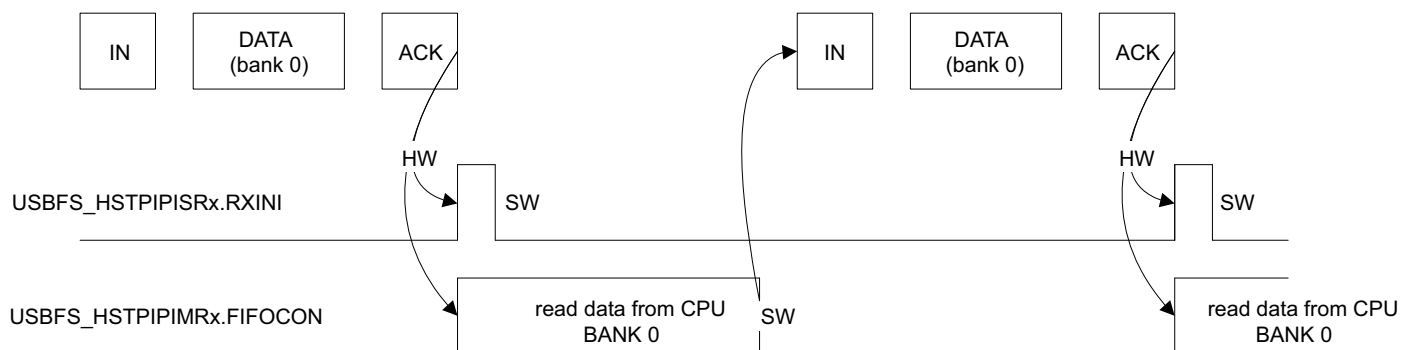 IN
DATA
(bank 0)
ACK
IN
DATA
(bank 0)
ACK
HW
HW
USBFS_HSTPIPISRx.RXINI
SW
SW
USBFS_HSTPIPIMRx.FIFOCON
read data from CPU
BANK 0
SW
read data from CPU
BANK 0